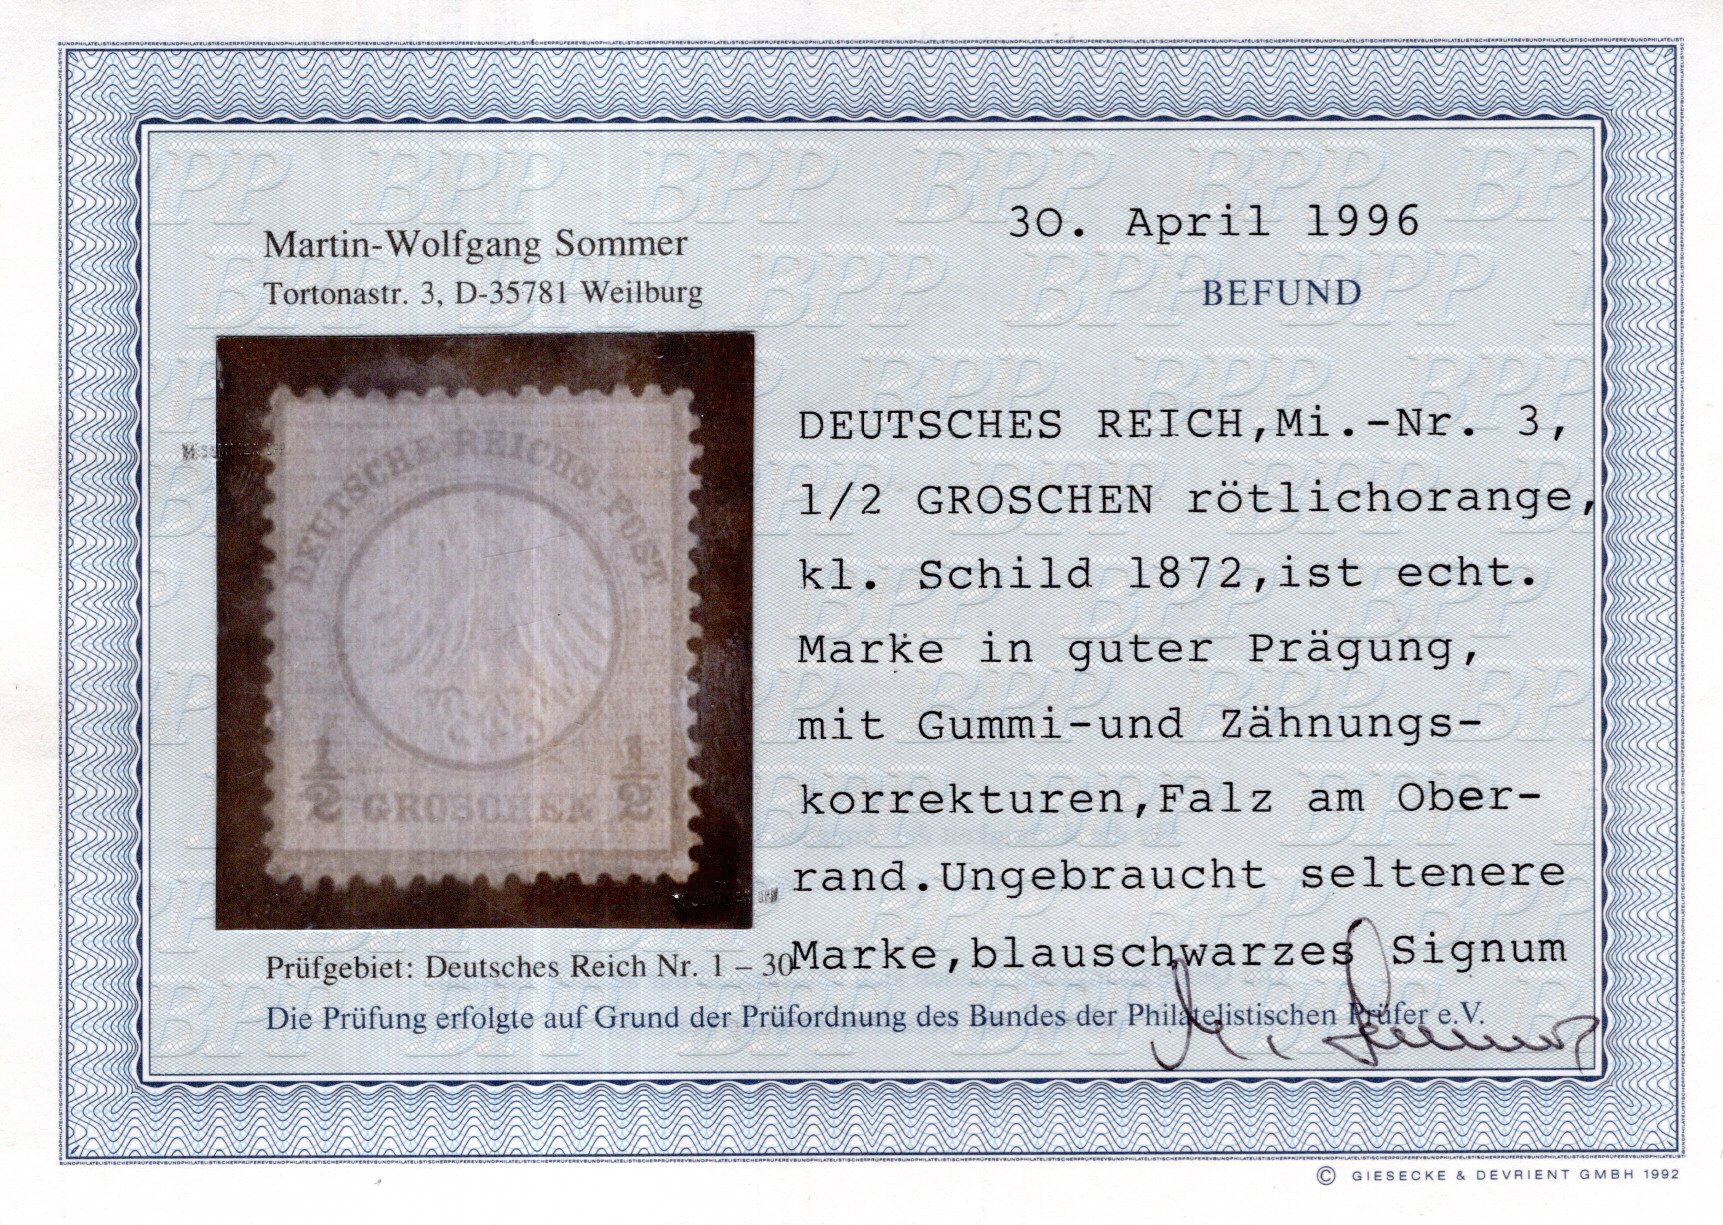 Martin-Wolfgang Sommer
Tortonastr. 3, D-35781 Weilburg
30. April 1996
BEFUND
DEUTSCHE REICHS-POST
1/2 GROSCHEN 1/2
DEUTSCHES REICH,Mi.-Nr. 3,
1/2 GROSCHEN rötlichorange,
kl. Schild 1872,ist echt.
Marke in guter Prägung,
mit Gummi-und Zähnungs-
korrekturen,Falz am Ober-
rand.Ungebraucht seltenere
Marke,blauschwarzes Signum
Prüfgebiet: Deutsches Reich Nr. 1 – 30
Die Prüfung erfolgte auf Grund der Prüfordnung des Bundes der Philatelistischen Prüfer e.V.
© GIESECKE & DEVRIENT GMBH 1992